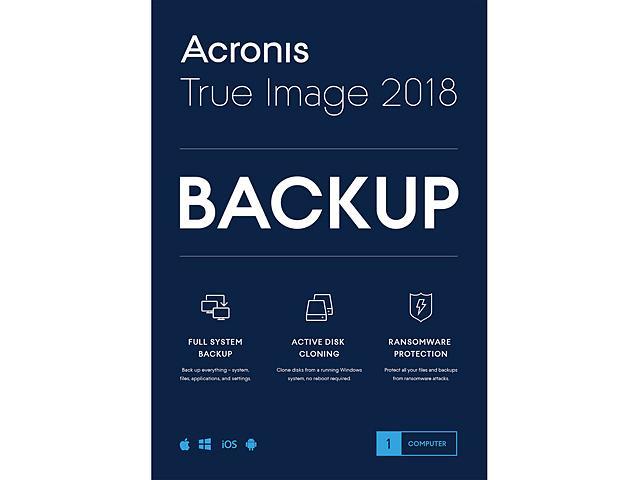 Acronis
True Image 2018
BACKUP
FULL SYSTEM
BACKUP
Back up everything – system,
files, applications, and settings.
ACTIVE DISK
CLONING
Clone disks from a running Windows
system, no reboot required.
RANSOMWARE
PROTECTION
Protect all your files and backups
from ransomware attacks.
iOS
1 COMPUTER